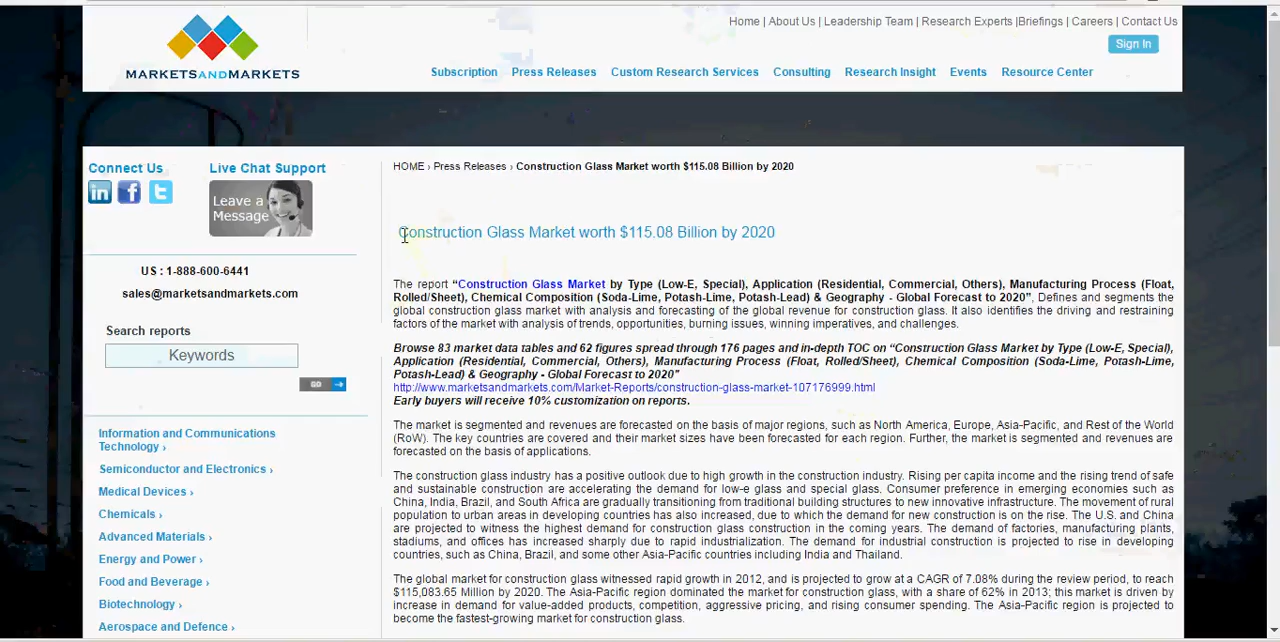 Home | About Us | Leadership Team | Research Experts |Briefings | Careers | Contact Us
Sign In
MARKETSANDMARKETS
Subscription Press Releases Custom Research Services Consulting Research Insight Events Resource Center
Connect Us
Live Chat Support
in f t
Leave a
Message
US : 1-888-600-6441
sales@marketsandmarkets.com
Search reports
Keywords
GO
Information and Communications
Technology ›
Semiconductor and Electronics ›
Medical Devices ›
Chemicals ›
Advanced Materials ›
Energy and Power ›
Food and Beverage ›
Biotechnology ›
Aerospace and Defence ›
HOME › Press Releases › Construction Glass Market worth $115.08 Billion by 2020
Construction Glass Market worth $115.08 Billion by 2020
The report “Construction Glass Market by Type (Low-E, Special), Application (Residential, Commercial, Others), Manufacturing Process (Float,
Rolled/Sheet), Chemical Composition (Soda-Lime, Potash-Lime, Potash-Lead) & Geography - Global Forecast to 2020”, Defines and segments the
global construction glass market with analysis and forecasting of the global revenue for construction glass. It also identifies the driving and restraining
factors of the market with analysis of trends, opportunities, burning issues, winning imperatives, and challenges.
Browse 83 market data tables and 62 figures spread through 176 pages and in-depth TOC on “Construction Glass Market by Type (Low-E, Special),
Application (Residential, Commercial, Others), Manufacturing Process (Float, Rolled/Sheet), Chemical Composition (Soda-Lime, Potash-Lime,
Potash-Lead) & Geography - Global Forecast to 2020”
http://www.marketsandmarkets.com/Market-Reports/construction-glass-market-107176999.html
Early buyers will receive 10% customization on reports.
The market is segmented and revenues are forecasted on the basis of major regions, such as North America, Europe, Asia-Pacific, and Rest of the World
(RoW). The key countries are covered and their market sizes have been forecasted for each region. Further, the market is segmented and revenues are
forecasted on the basis of applications.
The construction glass industry has a positive outlook due to high growth in the construction industry. Rising per capita income and the rising trend of safe
and sustainable construction are accelerating the demand for low-e glass and special glass. Consumer preference in emerging economies such as
China, India, Brazil, and South Africa are gradually transitioning from traditional building structures to new innovative infrastructure. The movement of rural
population to urban areas in developing countries has also increased, due to which the demand for new construction is on the rise. The U.S. and China
are projected to witness the highest demand for construction glass construction in the coming years. The demand of factories, manufacturing plants,
stadiums, and offices has increased sharply due to rapid industrialization. The demand for industrial construction is projected to rise in developing
countries, such as China, Brazil, and some other Asia-Pacific countries including India and Thailand.
The global market for construction glass witnessed rapid growth in 2012, and is projected to grow at a CAGR of 7.08% during the review period, to reach
$115,083.65 Million by 2020. The Asia-Pacific region dominated the market for construction glass, with a share of 62% in 2013; this market is driven by
increase in demand for value-added products, competition, aggressive pricing, and rising consumer spending. The Asia-Pacific region is projected to
become the fastest-growing market for construction glass.